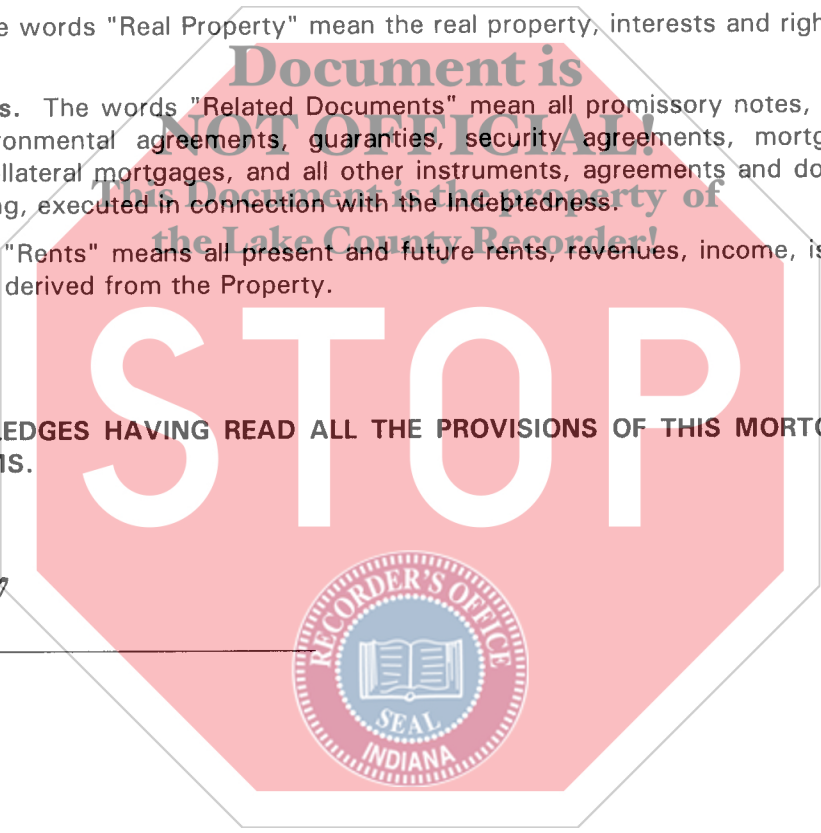 e words "Real Property" mean the real property, interests and righ
Document is
s. The words "Related Documents" mean all promissory notes,
NOT OFFICIAL!
ronmental agreements, guaranties, security agreements, mortg
llateral mortgages, and all other instruments, agreements and do
This Document is the property of
ng, executed in connection with the Indebtedness.
the Lake County Recorder!
"Rents" means all present and future rents, revenues, income, is
derived from the Property.
STOP
LEDGES HAVING READ ALL THE PROVISIONS OF THIS MORTG
MS.
RECORDER'S OFFICE
SEAL
INDIANA